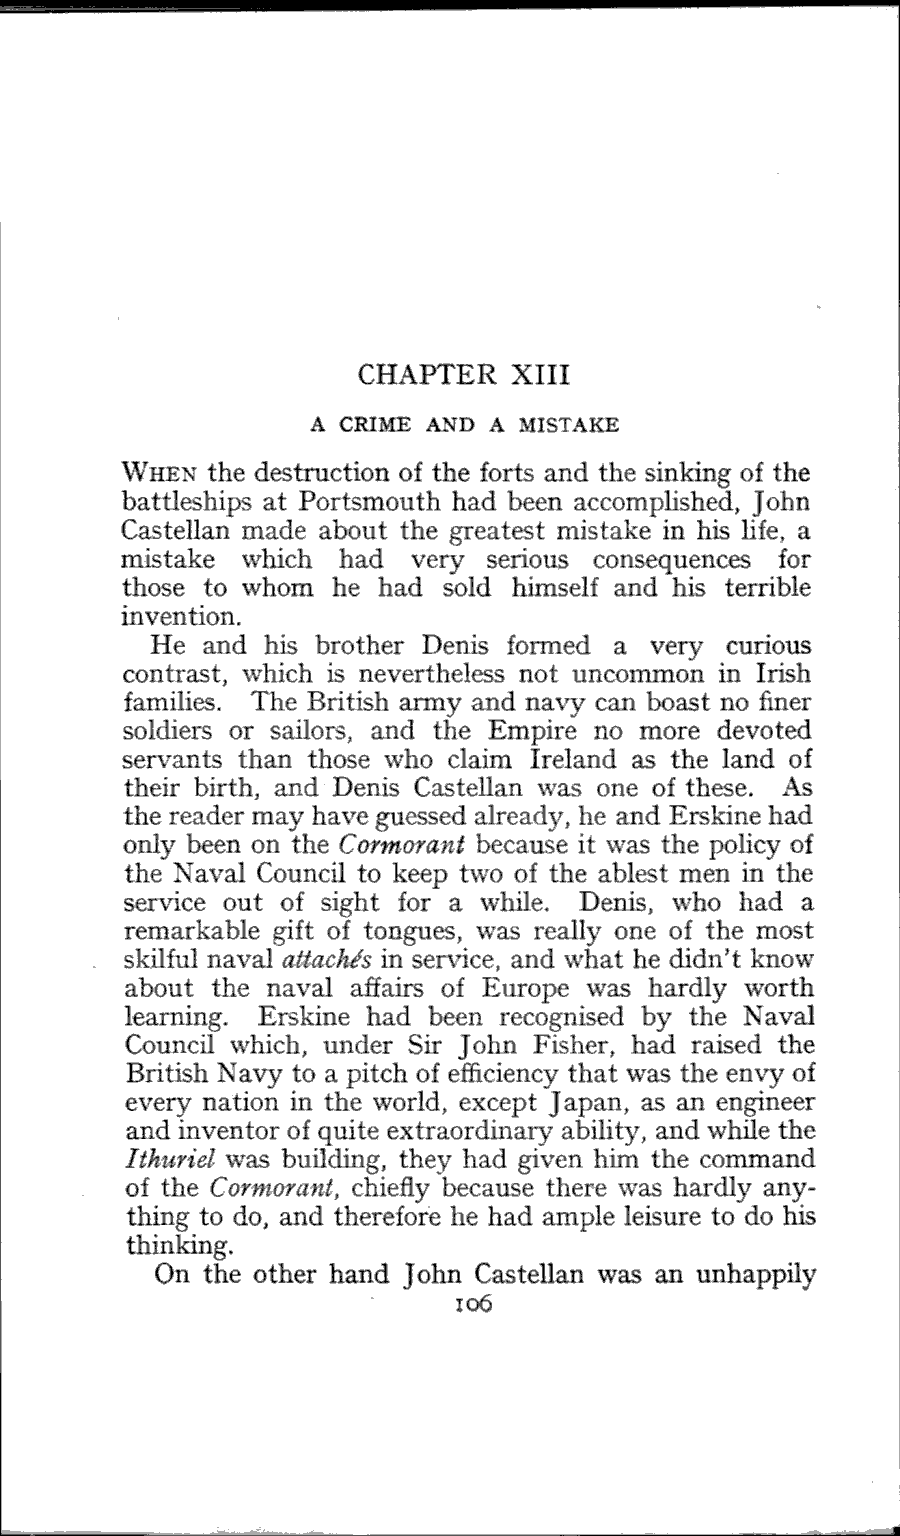 CHAPTER XIII
A CRIME AND A MISTAKE
WHEN the destruction of the forts and the sinking of the
battleships at Portsmouth had been accomplished, John
Castellan made about the greatest mistake in his life, a
mistake which had very serious consequences for
those to whom he had sold himself and his terrible
invention.
He and his brother Denis formed a very curious
contrast, which is nevertheless not uncommon in Irish
families. The British army and navy can boast no finer
soldiers or sailors, and the Empire no more devoted
servants than those who claim Ireland as the land of
their birth, and Denis Castellan was one of these. As
the reader may have guessed already, he and Erskine had
only been on the Cormorant because it was the policy of
the Naval Council to keep two of the ablest men in the
service out of sight for a while. Denis, who had a
remarkable gift of tongues, was really one of the most
skilful naval attachés in service, and what he didn't know
about the naval affairs of Europe was hardly worth
learning. Erskine had been recognised by the Naval
Council which, under Sir John Fisher, had raised the
British Navy to a pitch of efficiency that was the envy of
every nation in the world, except Japan, as an engineer
and inventor of quite extraordinary ability, and while the
Ithuriel was building, they had given him the command
of the Cormorant, chiefly because there was hardly any-
thing to do, and therefore he had ample leisure to do his
thinking.
On the other hand John Castellan was an unhappily
106